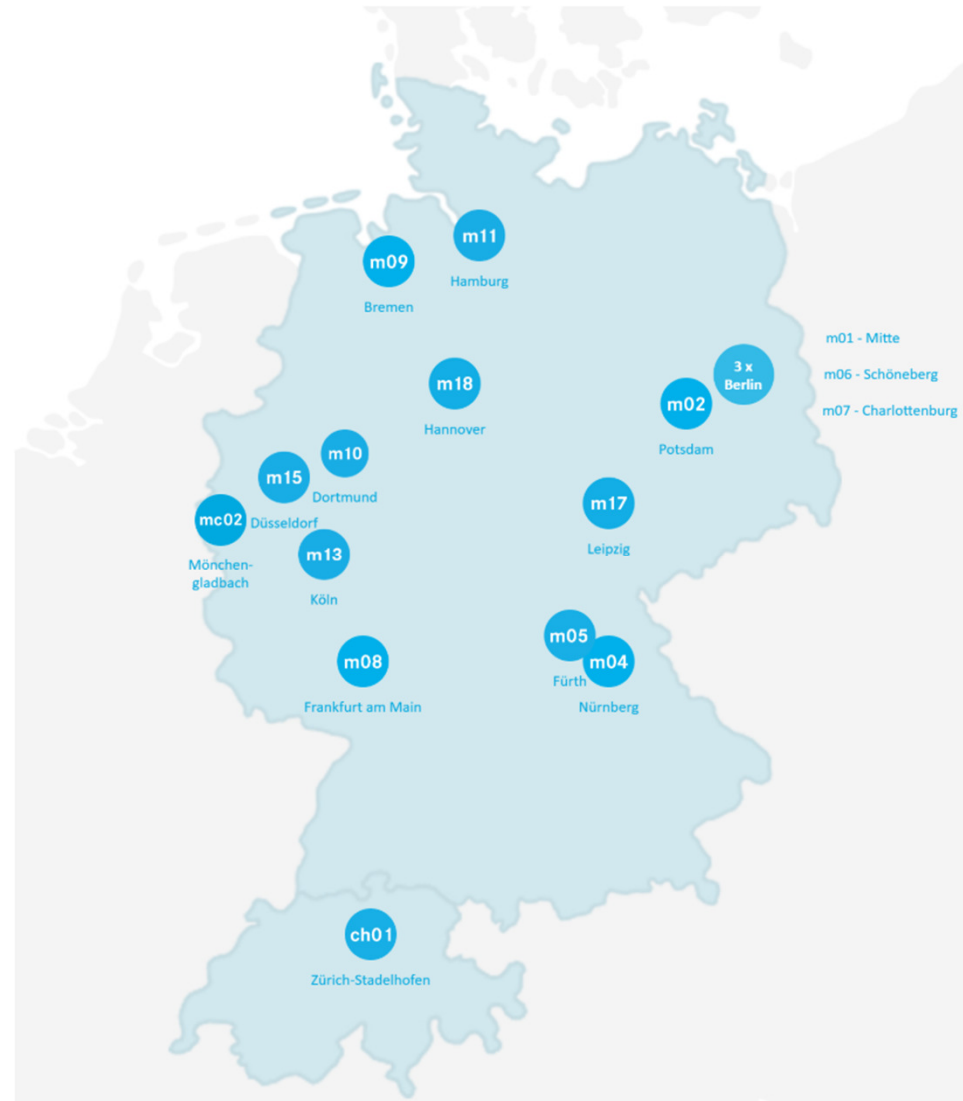 m11
Hamburg
m09
Bremen
m01 - Mitte
3 x
Berlin
m06 - Schöneberg
m18
Hannover
m02
Potsdam
m07 - Charlottenburg
m10
Dortmund
m15
Düsseldorf
mc02
Mönchen-
gladbach
m17
Leipzig
m13
Köln
m05
Fürth
m04
Nürnberg
m08
Frankfurt am Main
ch01
Zürich-Stadelhofen